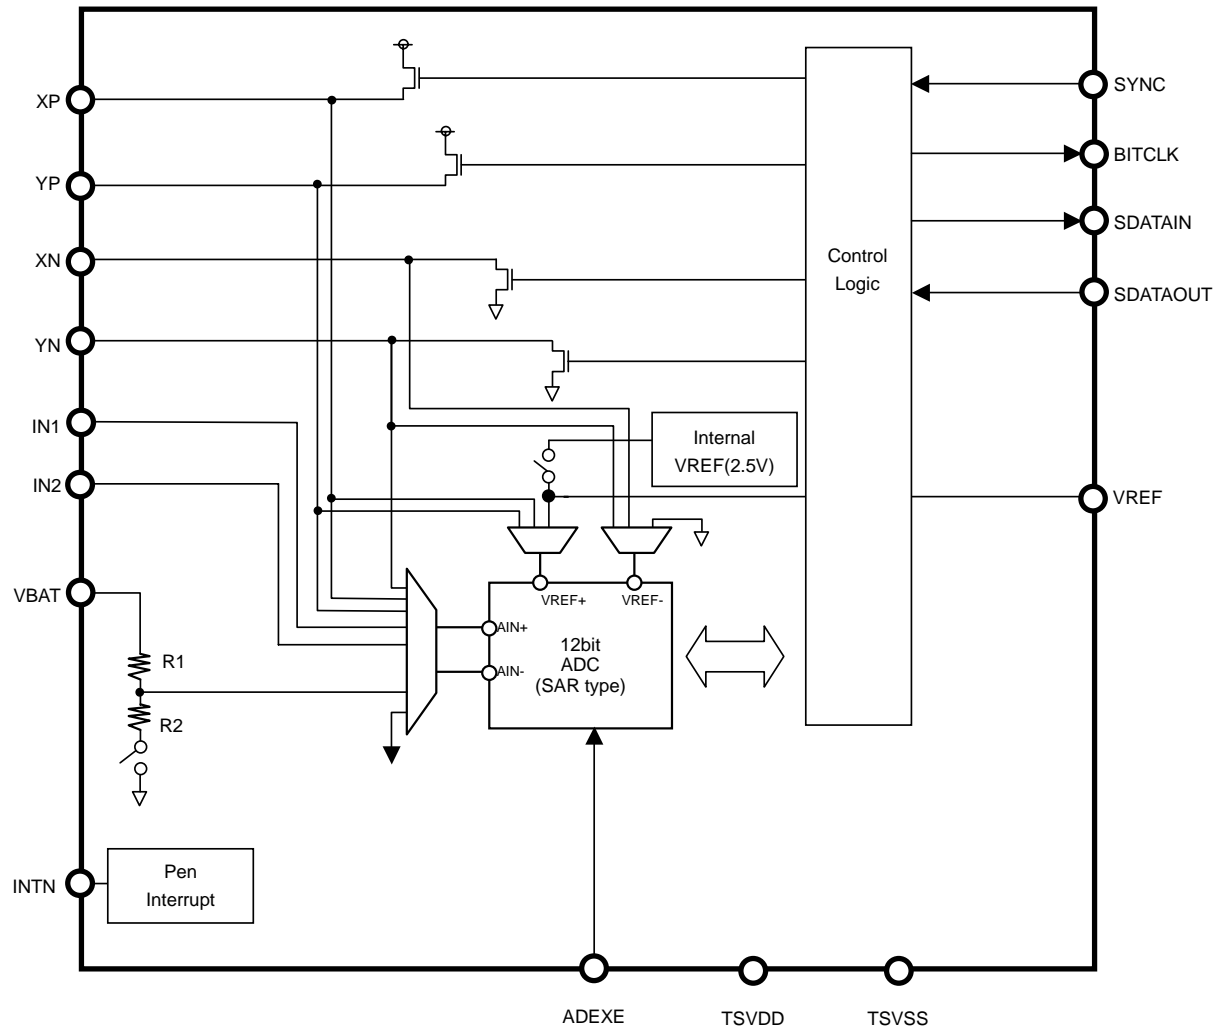 XP
YP
XN
YN
IN1
IN2
VBAT
INTN
R1
R2
Pen
Interrupt
Internal
VREF(2.5V)
VREF+
VREF-
AIN+
AIN-
12bit
ADC
(SAR type)
Control
Logic
SYNC
BITCLK
SDATAIN
SDATAOUT
VREF
ADEXE
TSVDD
TSVSS